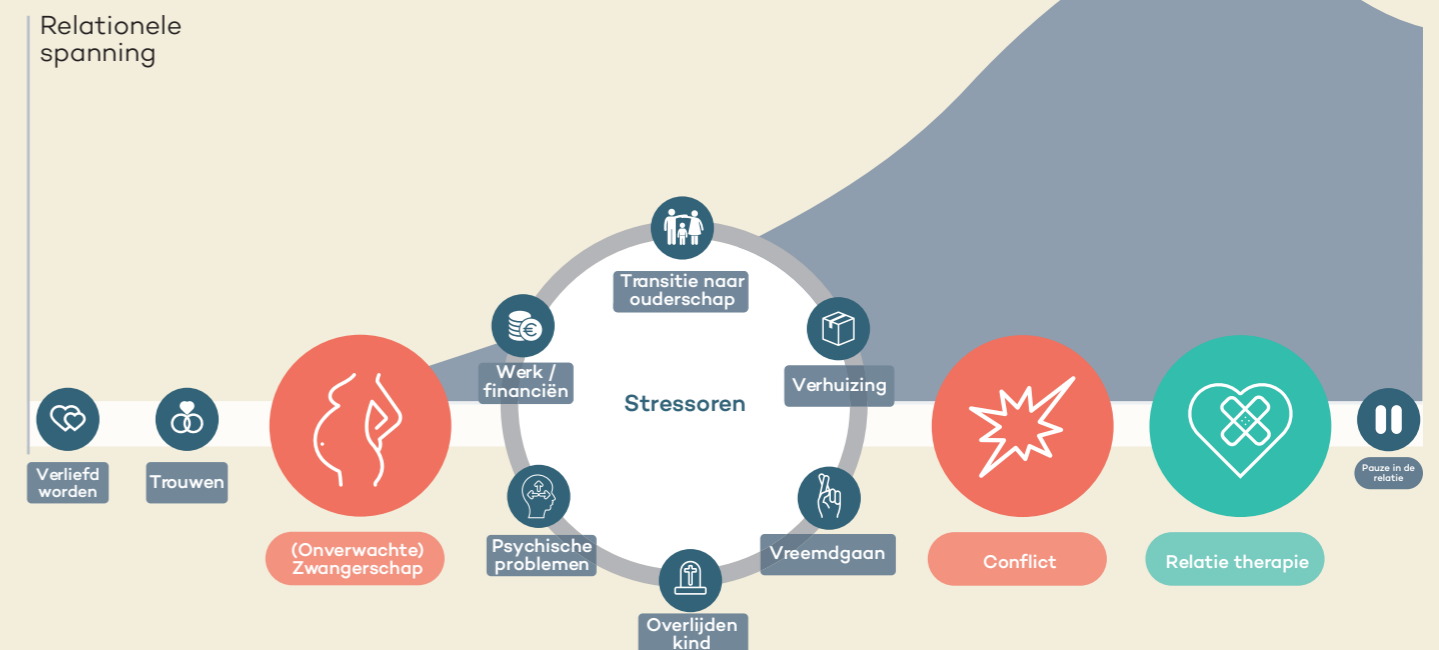 Relationele
spanning
Verliefd
worden
Trouwen
(Onverwachte)
Zwangerschap
Werk /
financiën
Transitie naar
ouderschap
Verhuizing
Stressoren
Psychische
problemen
Overlijden
kind
Vreemdgaan
Conflict
Relatie therapie
Pauze in de
relatie